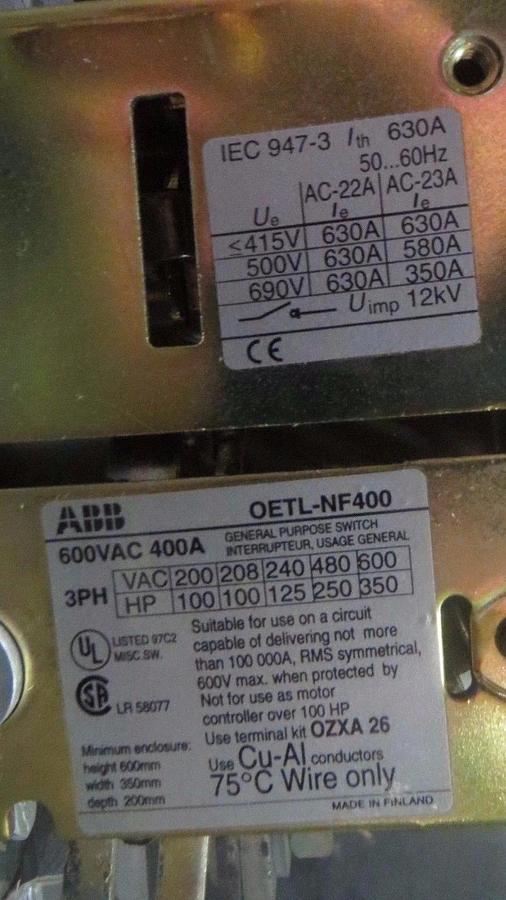 IEC 947-3 Ith 630A
50...60Hz
AC-22A AC-23A
Ue Ie Ie
≤415V 630A 630A
500V 630A 580A
690V 630A 350A
Uimp 12kV
CE
ABB OETL-NF400
600VAC 400A GENERAL PURPOSE SWITCH
INTERRUPTEUR, USAGE GENERAL
3PH VAC 200 208 240 480 600
HP 100 100 125 250 350
UL LISTED 97C2
MISC.SW.
SA LR 58077
Suitable for use on a circuit
capable of delivering not more
than 100 000A, RMS symmetrical,
600V max. when protected by
Not for use as motor
controller over 100 HP
Use terminal kit OZXA 26
Use Cu-Al conductors
75°C Wire only
Minimum enclosure:
height 600mm
width 350mm
depth 200mm
MADE IN FINLAND